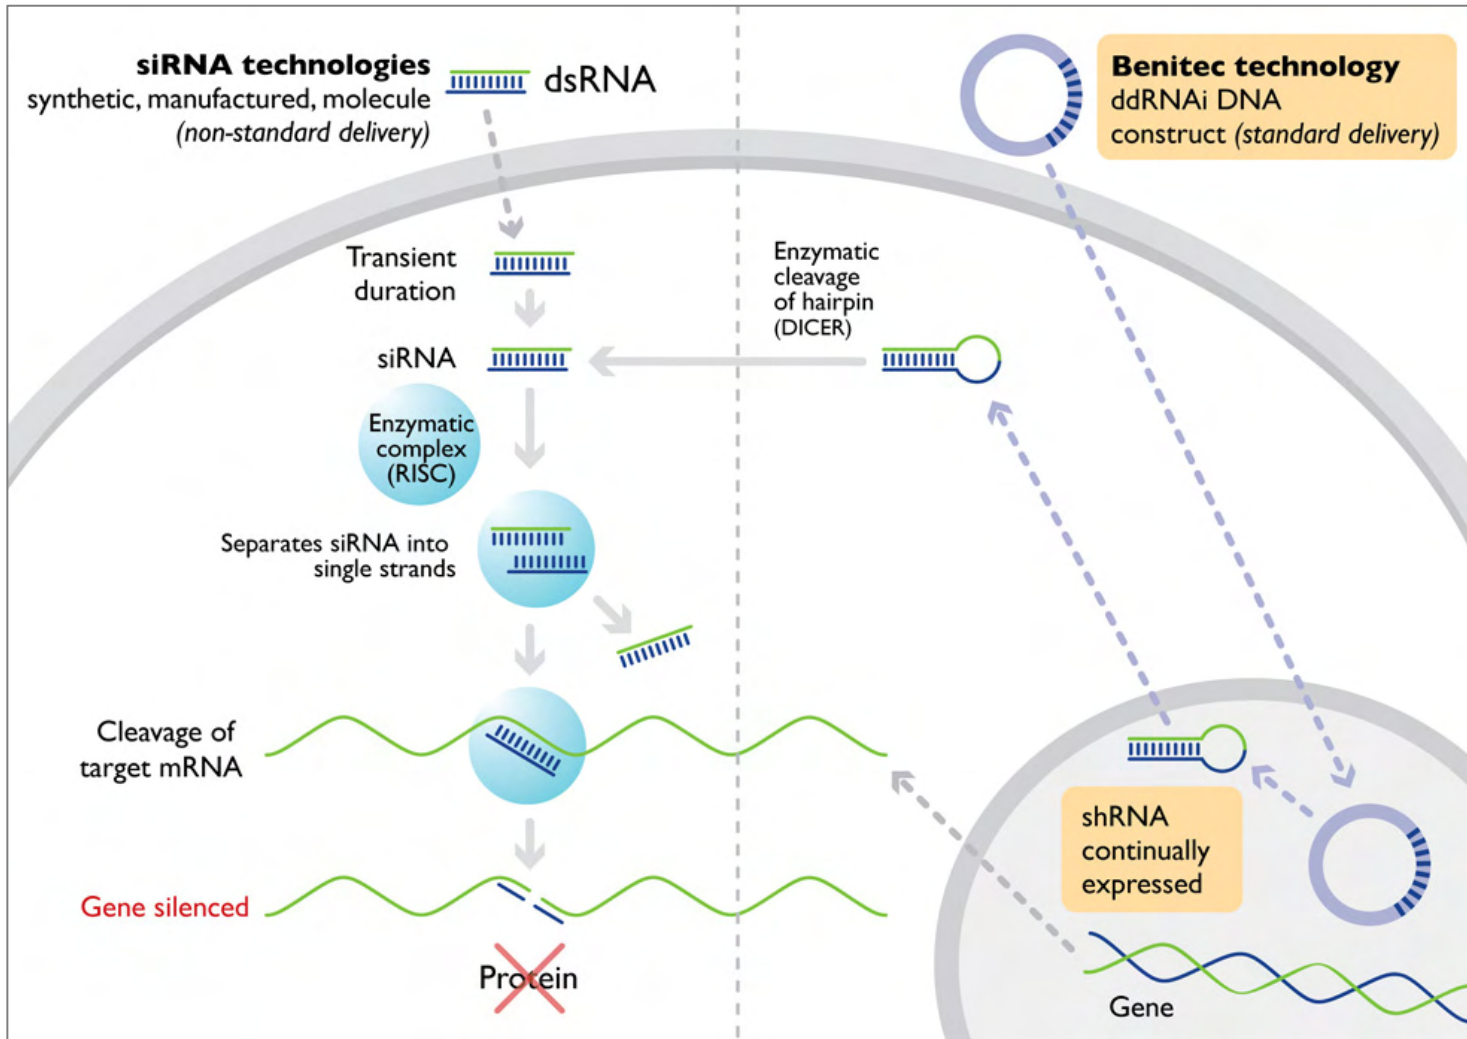 siRNA technologies
synthetic, manufactured, molecule
(non-standard delivery)
dsRNA
Benitec technology
ddRNAi DNA
construct (standard delivery)
Transient
duration
Enzymatic
cleavage
of hairpin
(DICER)
siRNA
Enzymatic
complex
(RISC)
Separates siRNA into
single strands
Cleavage of
target mRNA
shRNA
continually
expressed
Gene silenced
Protein
Gene